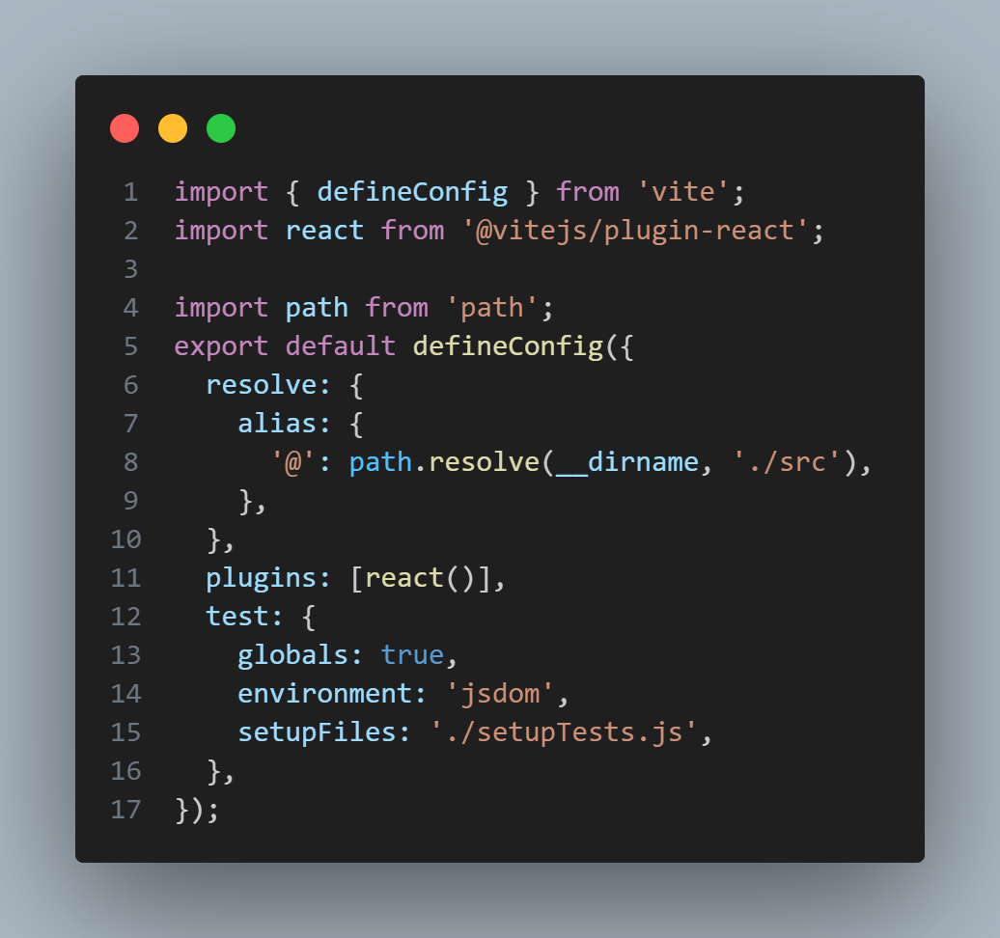 1 import { defineConfig } from 'vite';
2 import react from '@vitejs/plugin-react';
3
4 import path from 'path';
5 export default defineConfig({
6   resolve: {
7     alias: {
8       '@': path.resolve(__dirname, './src'),
9     },
10   },
11   plugins: [react()],
12   test: {
13     globals: true,
14     environment: 'jsdom',
15     setupFiles: './setupTests.js',
16   },
17 });